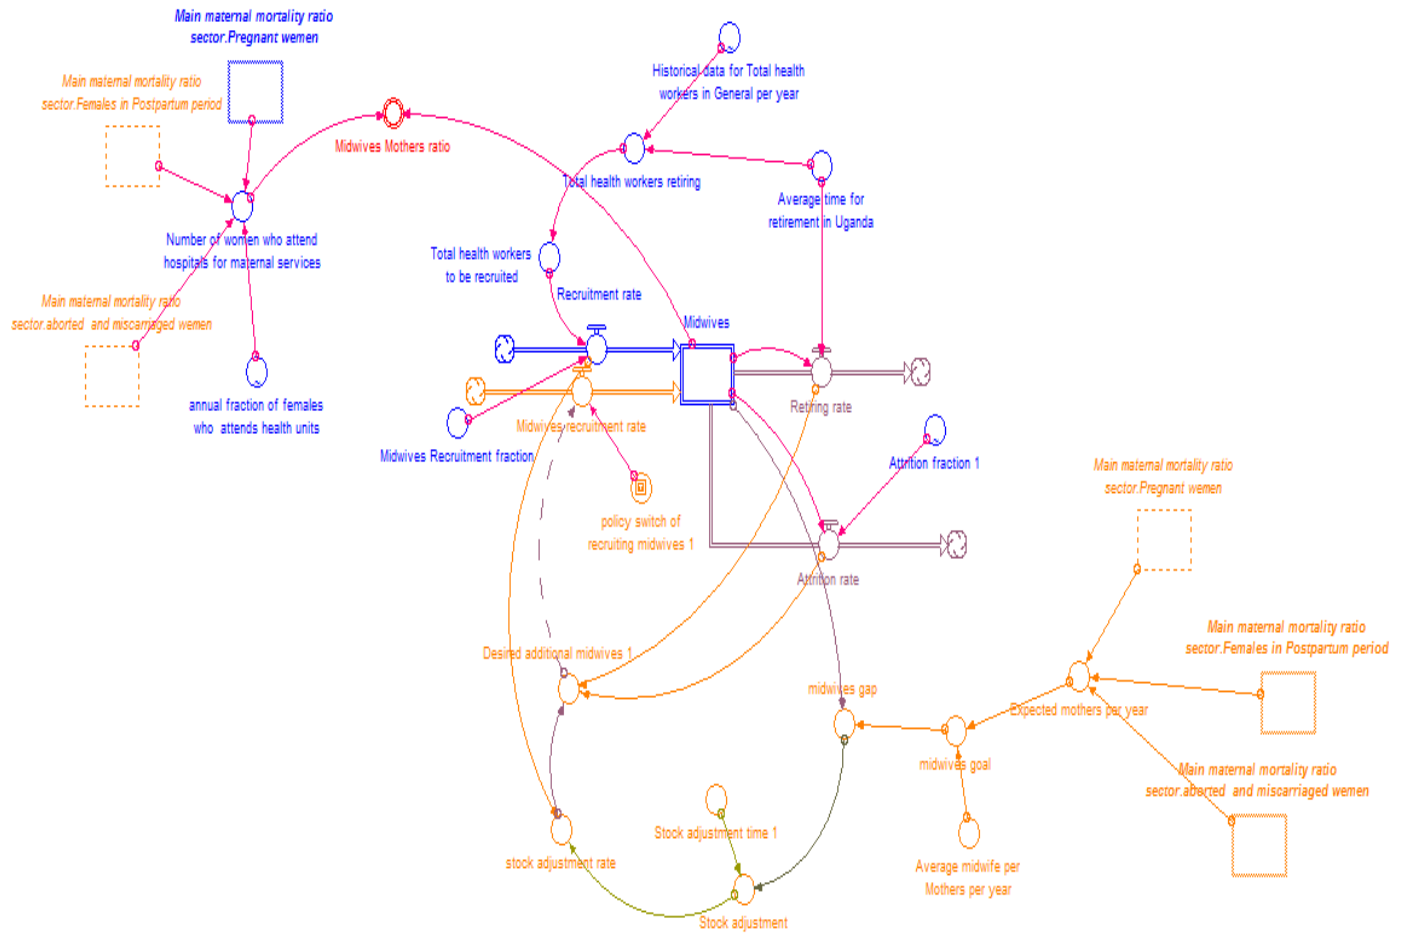 Main maternal mortality ratio
sector.Pregnant women
Main maternal mortality ratio
sector.Females in Postpartum period
Midwives Mothers ratio
Historical data for Total health
workers in General per year
Total health workers retiring
Average time for
retirement in Uganda
Number of women who attend
hospitals for maternal services
Total health workers
to be recruited
Recruitment rate
Main maternal mortality ratio
sector.aborted and miscarriaged women
Midwives
annual fraction of females
who attends health units
Midwives recruitment rate
Retiring rate
Midwives Recruitment fraction
Attrition fraction 1
policy switch of
recruiting midwives 1
Main maternal mortality ratio
sector.Pregnant women
Attrition rate
Main maternal mortality ratio
sector.Females in Postpartum period
Desired additional midwives 1
midwives gap
Expected mothers per year
midwives goal
Main maternal mortality ratio
sector.aborted and miscarriaged women
Stock adjustment time 1
stock adjustment rate
Average midwife per
Mothers per year
Stock adjustment